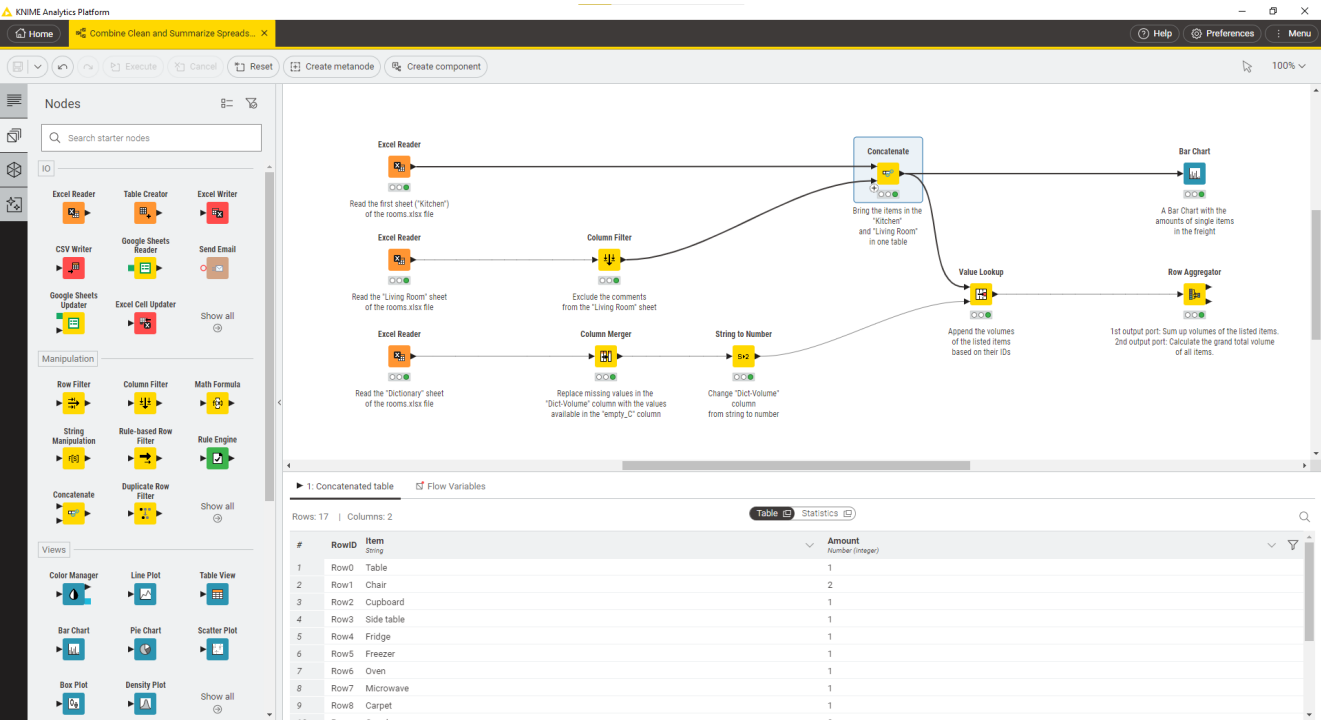 KNIME Analytics Platform
Home
Combine Clean and Summarize Spreads...
Help
Preferences
Menu
Execute
Cancel
Reset
Create metanode
Create component
100%
Nodes
Search starter nodes
IO
Excel Reader
Table Creator
Excel Writer
CSV Writer
Google Sheets
Reader
Send Email
Google Sheets
Updater
Excel Cell Updater
Show all
Manipulation
Row Filter
Column Filter
Math Formula
String
Manipulation
Rule-based Row
Filter
Rule Engine
Concatenate
Duplicate Row
Filter
Show all
Views
Color Manager
Line Plot
Table View
Bar Chart
Pie Chart
Scatter Plot
Box Plot
Density Plot
Show all
Excel Reader
Read the first sheet ("Kitchen")
of the rooms.xlsx file
Excel Reader
Read the "Living Room" sheet
of the rooms.xlsx file
Column Filter
Exclude the comments
from the "Living Room" sheet
Excel Reader
Read the "Dictionary" sheet
of the rooms.xlsx file
Column Merger
Replace missing values in the
"Dict-Volume" column with the values
available in the "empty_C" column
String to Number
S›2
Change "Dict-Volume"
column
from string to number
Concatenate
Bring the items in the
"Kitchen"
and "Living Room"
in one table
Value Lookup
Append the volumes
of the listed items
based on their IDs
Bar Chart
A Bar Chart with the
amounts of single items
in the freight
Row Aggregator
1st output port: Sum up volumes of the listed items.
2nd output port: Calculate the grand total volume
of all items.
1: Concatenated table
Flow Variables
Rows: 17 | Columns: 2
Table
Statistics
# RowID Item Amount
String Number (integer)
1 Row0 Table 1
2 Row1 Chair 2
3 Row2 Cupboard 1
4 Row3 Side table 1
5 Row4 Fridge 1
6 Row5 Freezer 1
7 Row6 Oven 1
8 Row7 Microwave 1
9 Row8 Carpet 1